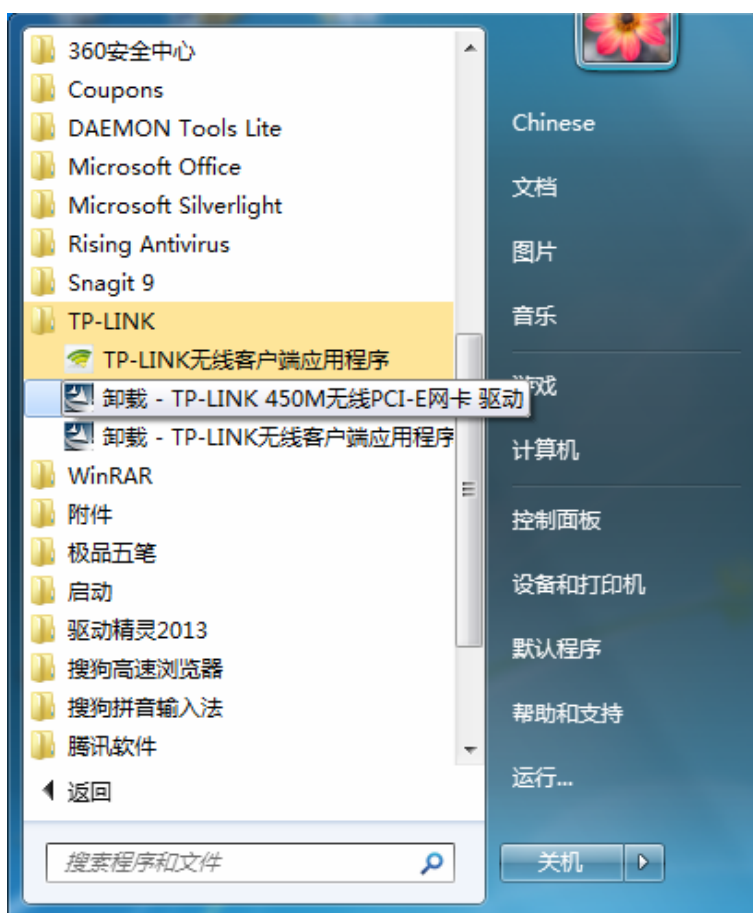 360安全中心
Coupons
DAEMON Tools Lite
Microsoft Office
Microsoft Silverlight
Rising Antivirus
Snagit 9
TP-LINK
TP-LINK无线客户端应用程序
卸载 - TP-LINK 450M无线PCI-E网卡 驱动
卸载 - TP-LINK无线客户端应用程序
WinRAR
附件
极品五笔
启动
驱动精灵2013
搜狗高速浏览器
搜狗拼音输入法
腾讯软件
返回
搜索程序和文件
Chinese
文档
图片
音乐
游戏
计算机
控制面板
设备和打印机
默认程序
帮助和支持
运行...
关机